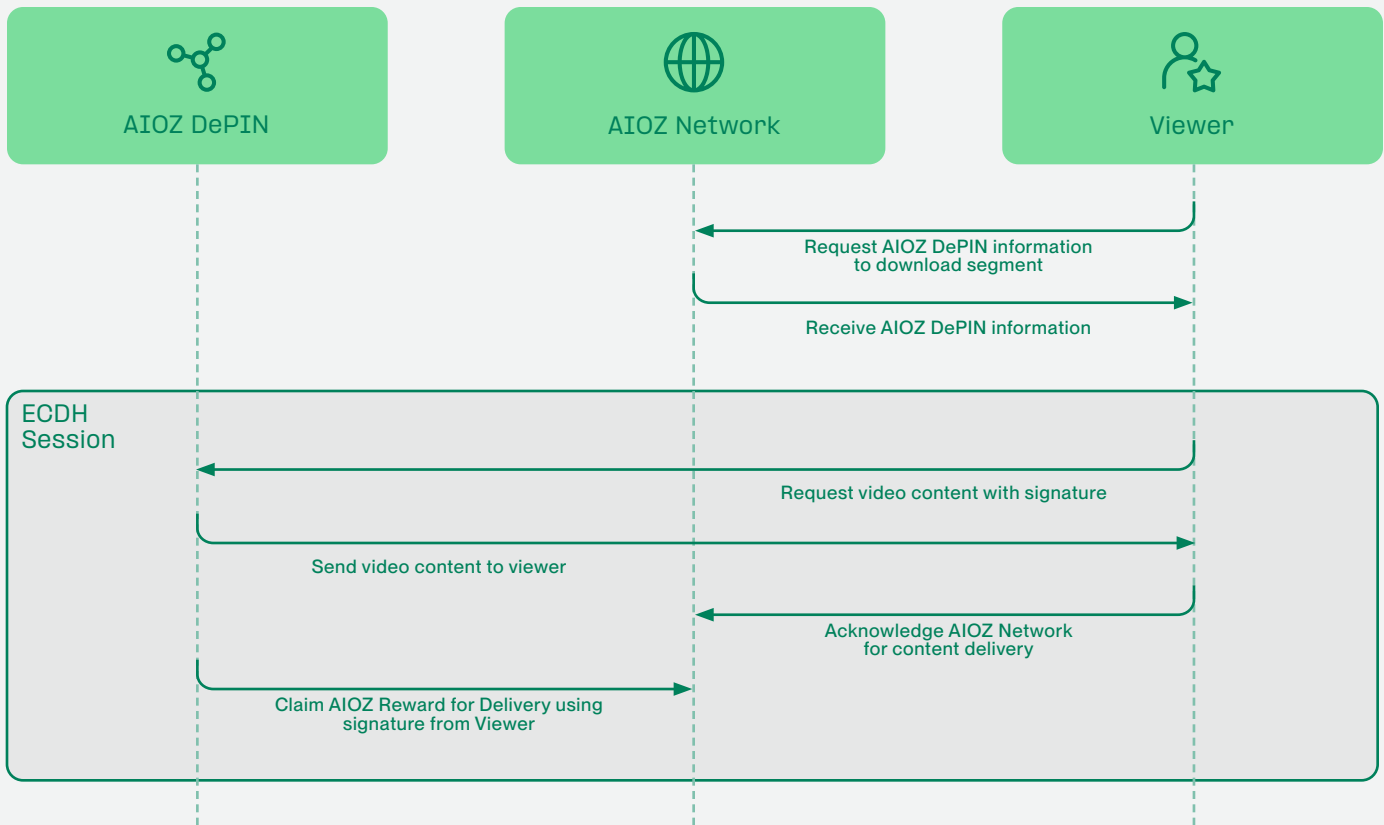 AIOZ DePIN
AIOZ Network
Viewer
Request AIOZ DePIN information
to download segment
Receive AIOZ DePIN information
ECDH
Session
Request video content with signature
Send video content to viewer
Acknowledge AIOZ Network
for content delivery
Claim AIOZ Reward for Delivery using
signature from Viewer